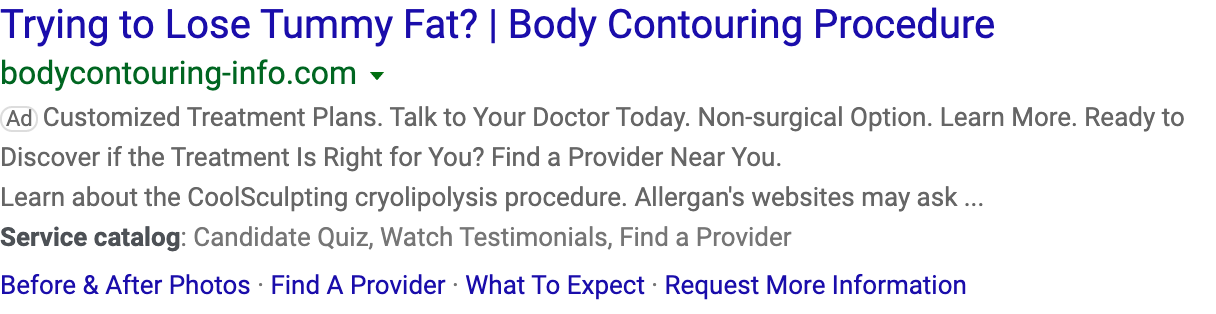 Trying to Lose Tummy Fat? | Body Contouring Procedure
bodycontouring-info.com
Ad Customized Treatment Plans. Talk to Your Doctor Today. Non-surgical Option. Learn More. Ready to
Discover if the Treatment Is Right for You? Find a Provider Near You.
Learn about the CoolSculpting cryolipolysis procedure. Allergan's websites may ask ...
Service catalog: Candidate Quiz, Watch Testimonials, Find a Provider
Before & After Photos · Find A Provider · What To Expect · Request More Information